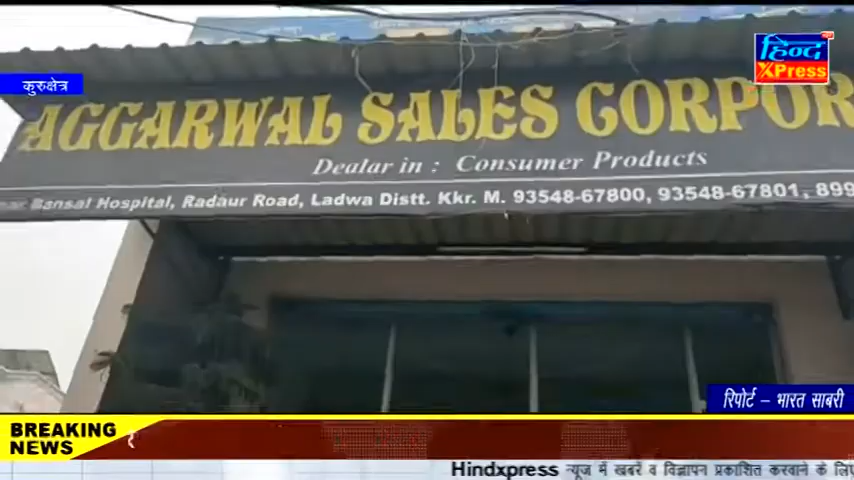 हिन्द
XPress
कुरुक्षेत्र
AGGARWAL SALES CORPOR
Dealar in : Consumer Products
Bansal Hospital, Radaur Road, LADWA Distt. Kkr. M. 93548-67800, 93548-67801, 899
रिपोर्ट – भारत साबरी
BREAKING
NEWS
Hindxpress न्यूज में खबरें व विज्ञापन प्रकाशित करवाने के लिए